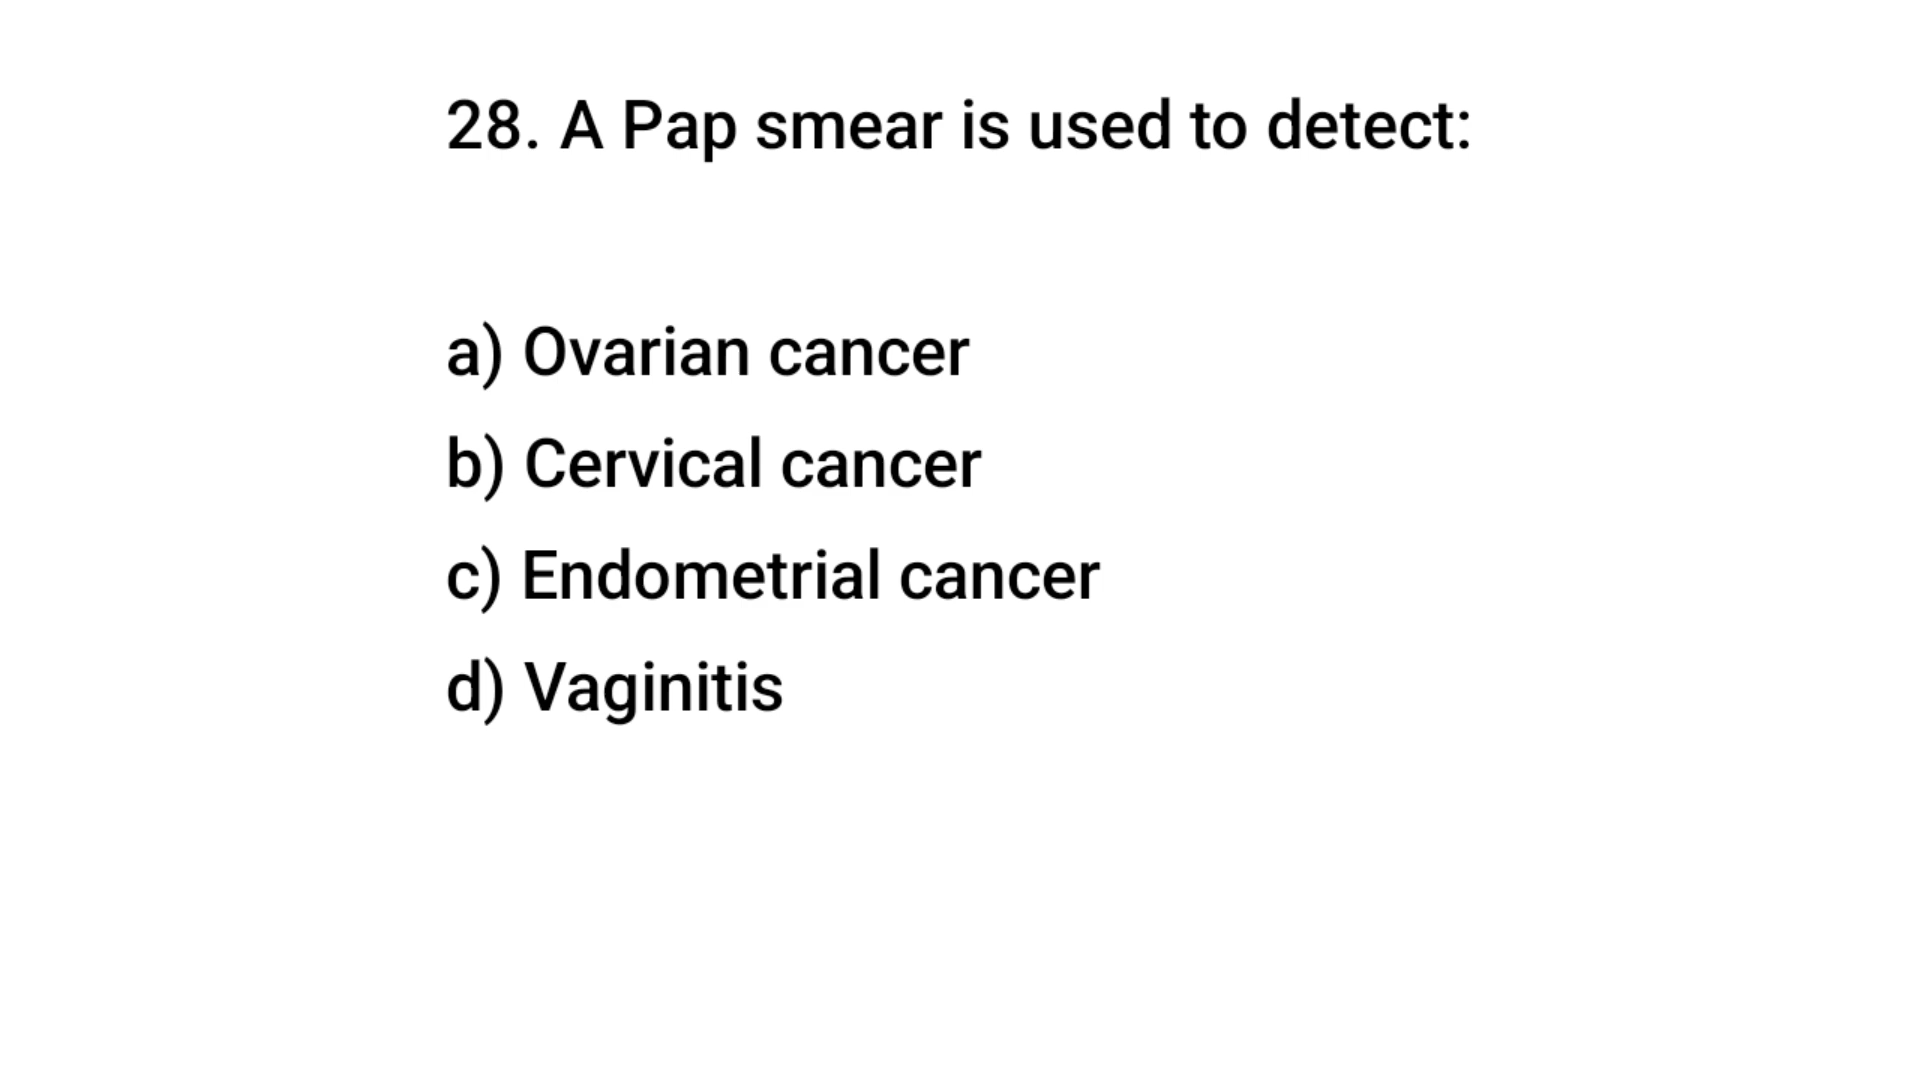 28. A Pap smear is used to detect:
a) Ovarian cancer
b) Cervical cancer
c) Endometrial cancer
d) Vaginitis